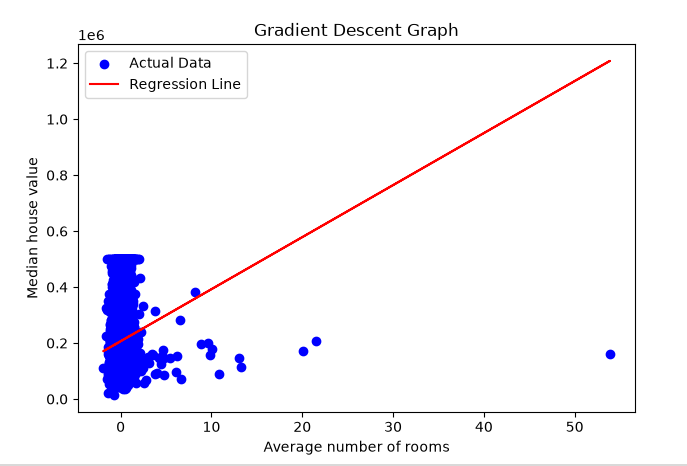 Gradient Descent Graph
1e6
Actual Data
Regression Line
1.2
1.0
0.8
0.6
0.4
0.2
0.0
Median house value
0 10 20 30 40 50
Average number of rooms